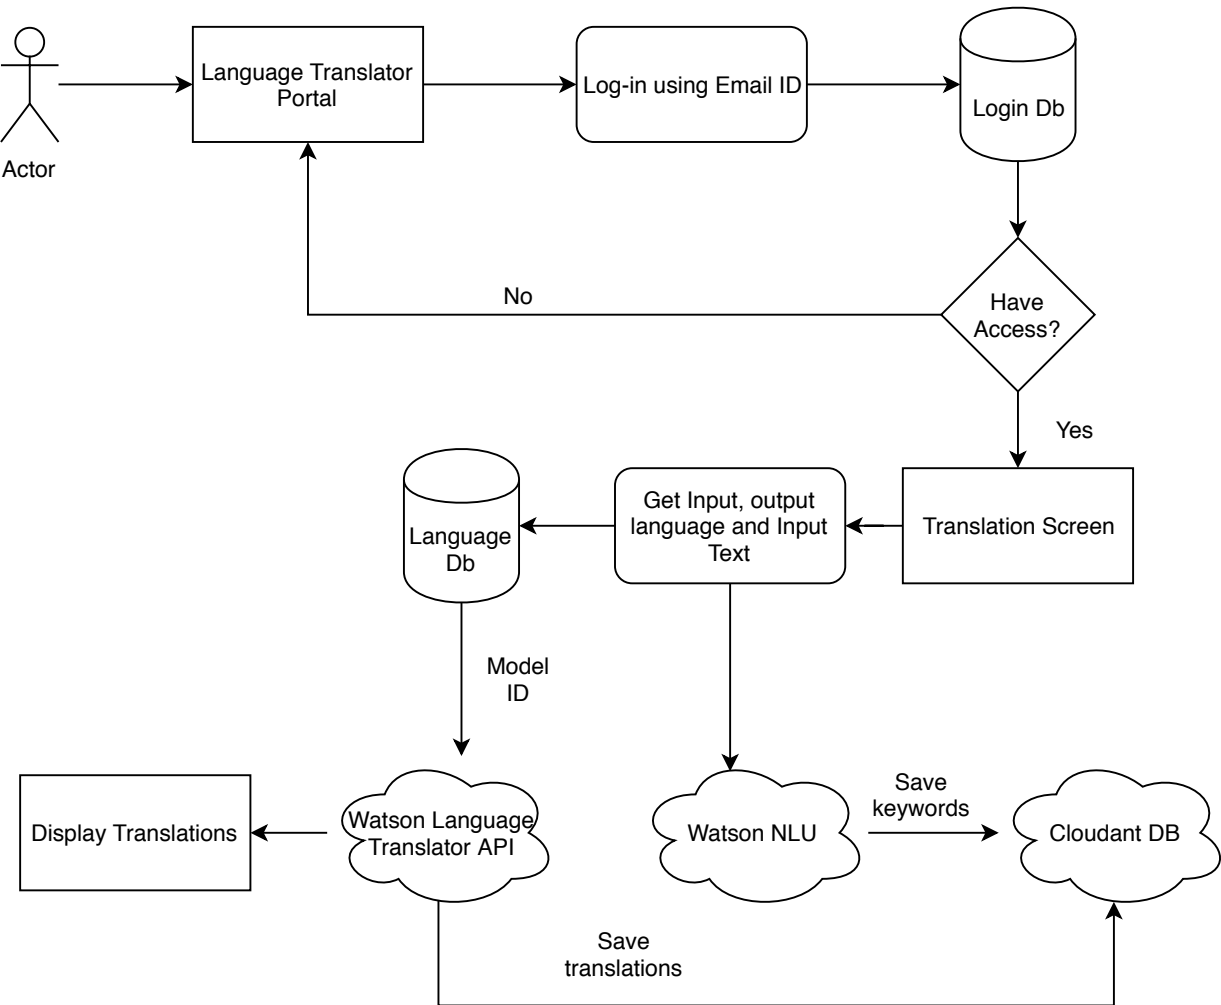 Language Translator
Portal
Log-in using Email ID
Login Db
Actor
No
Have
Access?
Yes
Language
Db
Get Input, output
language and Input
Text
Translation Screen
Model
ID
Display Translations
Watson Language
Translator API
Watson NLU
Save
keywords
Cloudant DB
Save
translations